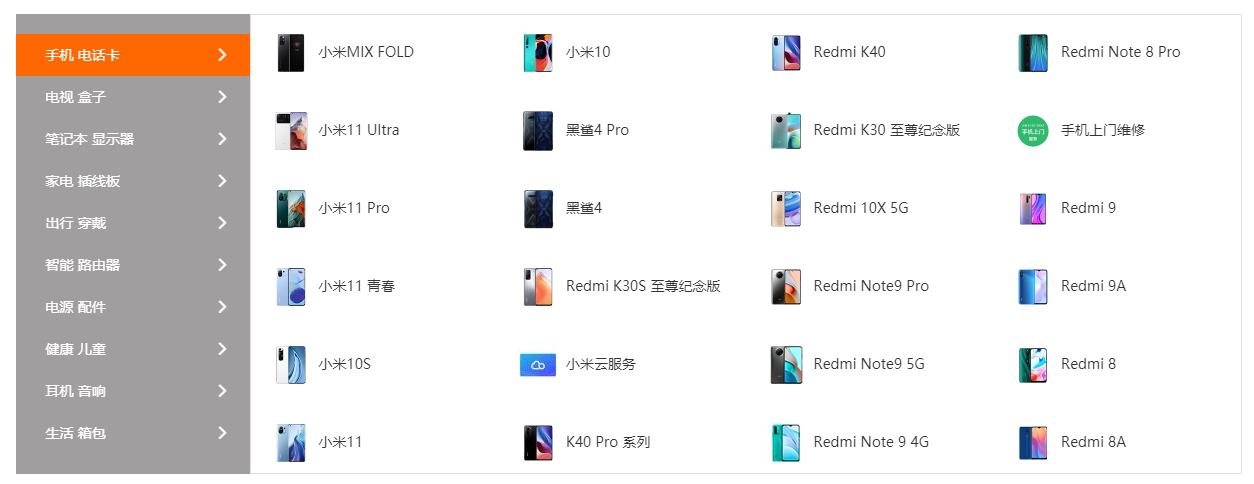 手机 电话卡
电视 盒子
笔记本 显示器
家电 插线板
出行 穿戴
智能 路由器
电源 配件
健康 儿童
耳机 音响
生活 箱包
小米MIX FOLD
小米11 Ultra
小米11 Pro
小米11 青春
小米10S
小米11
小米10
黑鲨4 Pro
黑鲨4
Redmi K30S 至尊纪念版
小米云服务
K40 Pro 系列
Redmi K40
Redmi K30 至尊纪念版
Redmi 10X 5G
Redmi Note9 Pro
Redmi Note9 5G
Redmi Note 9 4G
Redmi Note 8 Pro
手机上门
手机上门维修
Redmi 9
Redmi 9A
Redmi 8
Redmi 8A